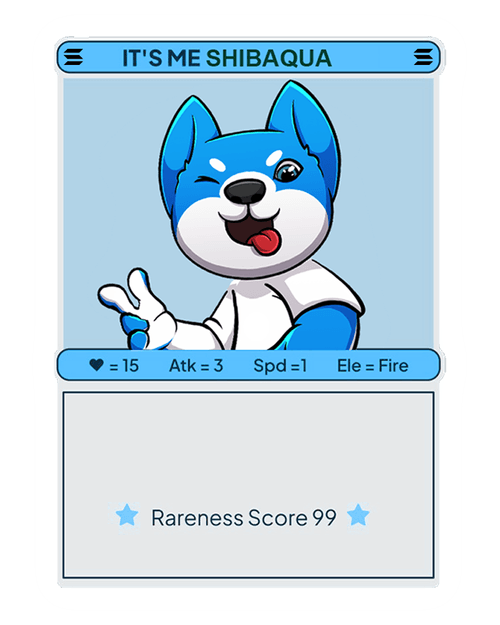 IT'S ME SHIBAQUA
♥ = 15 Atk = 3 Spd =1 Ele = Fire
Rareness Score 99